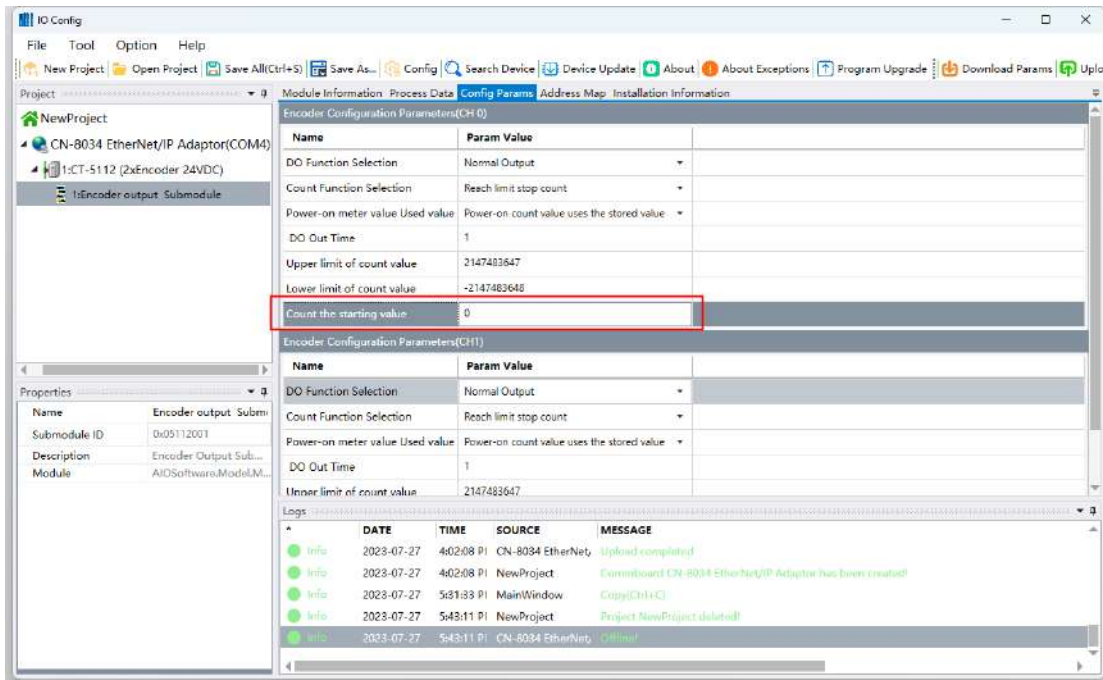 IO Config
File Tool Option Help
New Project Open Project Save All(Ctrl+S) Save As... Config Search Device Device Update About About Exceptions Program Upgrade Download Params Uplo
Project
NewProject
CN-8034 EtherNet/IP Adaptor(COM4)
1:CT-5112 (2xEncoder 24VDC)
1:Encoder output Submodule
Module Information Process Data Config Params Address Map Installation Information
Encoder Configuration Parameters(CH 0)
Name Param Value
DO Function Selection Normal Output
Count Function Selection Reach limit stop count
Power-on meter value Used value Power-on count value uses the stored value
DO Out Time 1
Upper limit of count value 2147483647
Lower limit of count value -2147483648
Count the starting value 0
Encoder Configuration Parameters(CH1)
Name Param Value
DO Function Selection Normal Output
Count Function Selection Reach limit stop count
Power-on meter value Used value Power-on count value uses the stored value
DO Out Time 1
Upper limit of count value 2147483647
Properties
Name Encoder output Subm
Submodule ID 0x05112001
Description Encoder Output Sub...
Module AIOSoftware.Model.M...
Logs
DATE TIME SOURCE MESSAGE
Info 2023-07-27 4:02:08 PI CN-8034 EtherNet, Upload completed!
Info 2023-07-27 4:02:08 PI NewProject Commboard CN-8034 EtherNet/IP Adaptor has been created!
Info 2023-07-27 5:31:33 PI MainWindow Copy(Ctrl+C)
Info 2023-07-27 5:43:11 PI NewProject Project NewProject deleted!
Info 2023-07-27 5:43:11 PI CN-8034 EtherNet, Offline!